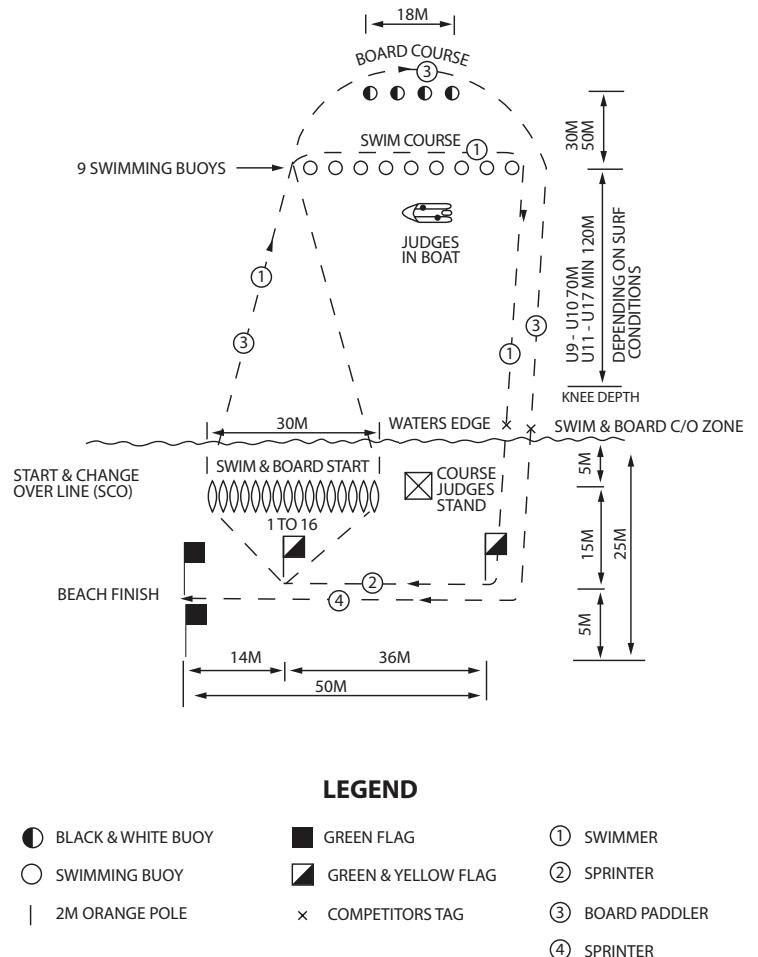 18M
BOARD COURSE
3
SWIM COURSE
1
9 SWIMMING BUOYS
JUDGES
IN BOAT
30M
50M
U9 - U10 70M
U11 - U17 MIN 120M
DEPENDING ON SURF
CONDITIONS
1
3
3
1
KNEE DEPTH
30M
WATERS EDGE
SWIM & BOARD C/O ZONE
START & CHANGE
OVER LINE (SCO)
SWIM & BOARD START
COURSE
JUDGES
STAND
1 TO 16
5M
15M
25M
5M
2
BEACH FINISH
4
14M
36M
50M
LEGEND
BLACK & WHITE BUOY
GREEN FLAG
1 SWIMMER
SWIMMING BUOY
GREEN & YELLOW FLAG
2 SPRINTER
2M ORANGE POLE
COMPETITORS TAG
3 BOARD PADDLER
4 SPRINTER